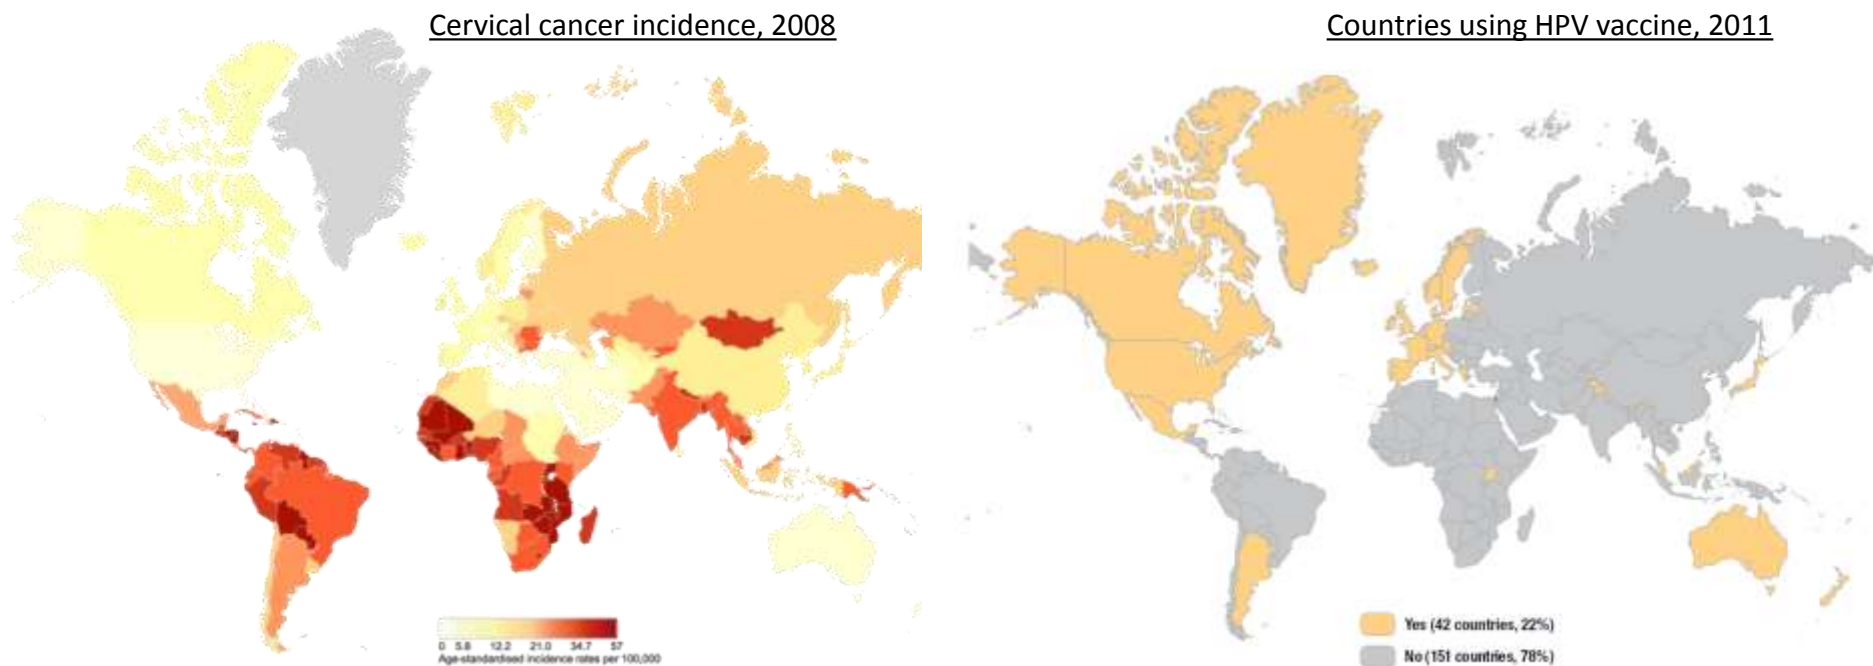 Cervical cancer incidence, 2008
Countries using HPV vaccine, 2011
0 5.8 12.2 21.0 34.7 57
Age-standardised incidence rates per 100,000
Yes (42 countries, 22%)
No (151 countries, 78%)